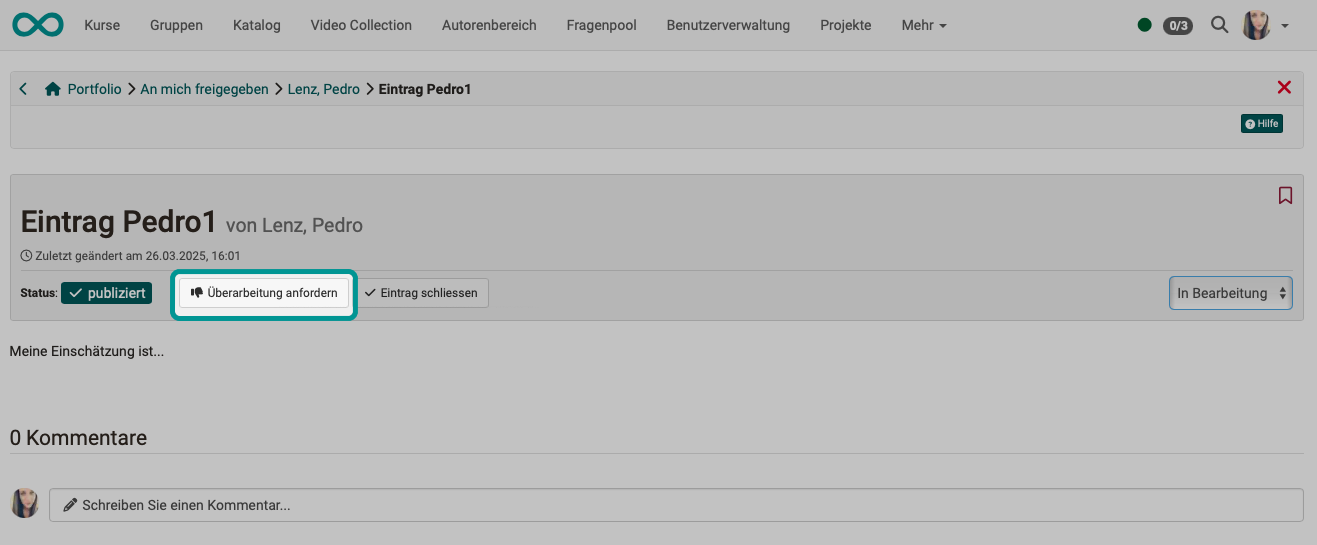 Kurse Gruppen Katalog Video Collection Autorenbereich Fragenpool Benutzerverwaltung Projekte Mehr 0/3
Portfolio An mich freigegeben Lenz, Pedro Eintrag Pedro1
Hilfe
Eintrag Pedro1 von Lenz, Pedro
Zuletzt geändert am 26.03.2025, 16:01
Status: publiziert Überarbeitung anfordern Eintrag schliessen In Bearbeitung
Meine Einschätzung ist...
0 Kommentare
Schreiben Sie einen Kommentar...